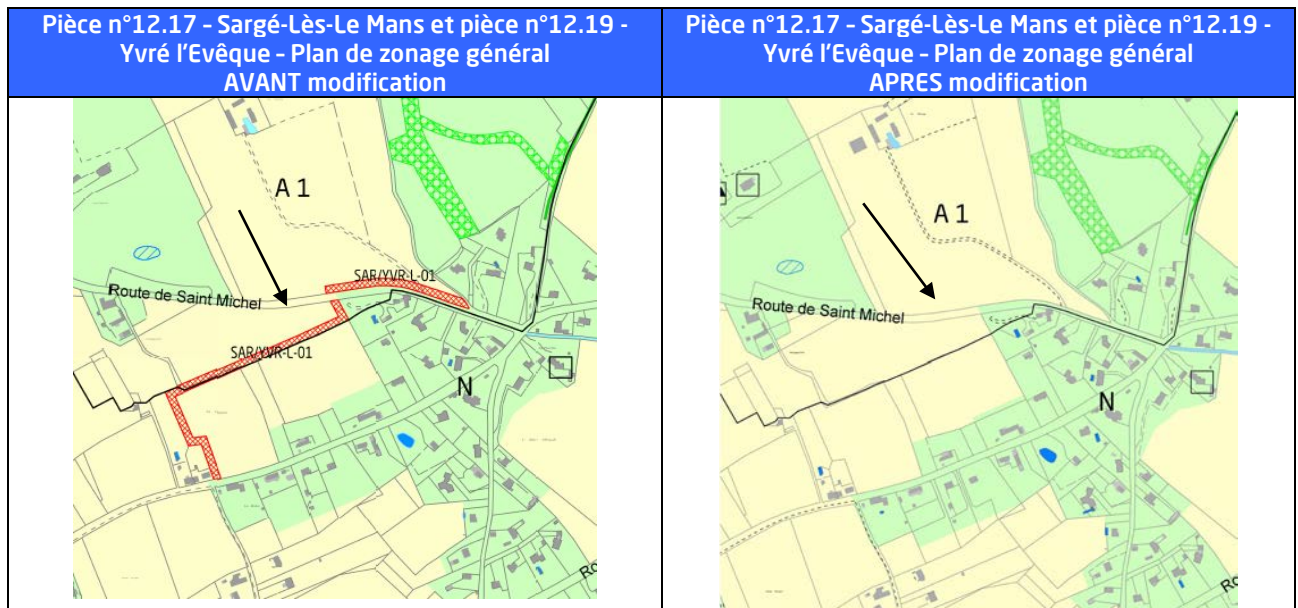 Pièce n°12.17 – Sargé-Lès-Le Mans et pièce n°12.19 -
Yvré l'Evêque – Plan de zonage général
AVANT modification
Pièce n°12.17 – Sargé-Lès-Le Mans et pièce n°12.19 -
Yvré l'Evêque – Plan de zonage général
APRES modification
A 1
SAR/YVR-L-01
Route de Saint Michel
SAR/YVR-L-01
N
Ro
A 1
Route de Saint Michel
N
Ro